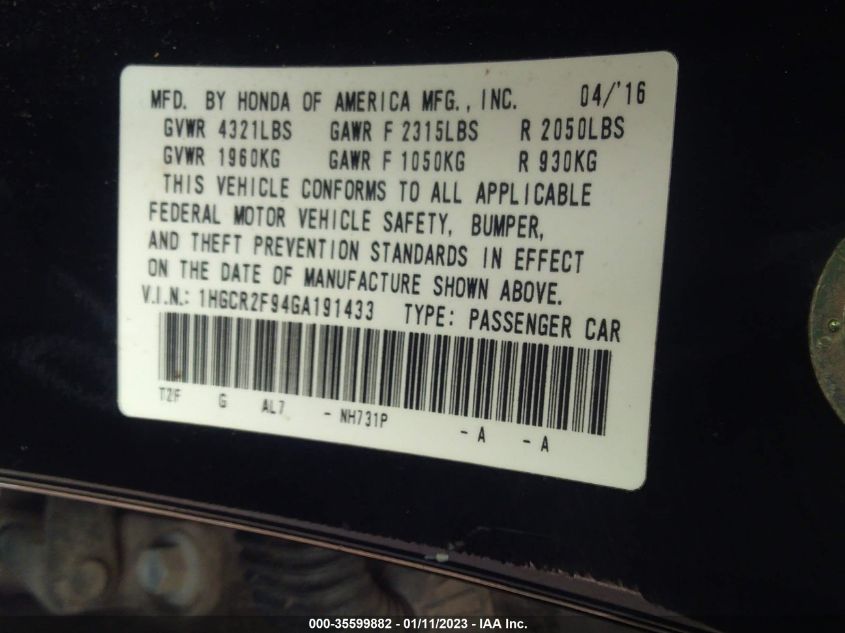 MFD. BY HONDA OF AMERICA MFG., INC. 04/'16
GVWR 4321LBS GAWR F 2315LBS R 2050LBS
GVWR 1960KG GAWR F 1050KG R 930KG
THIS VEHICLE CONFORMS TO ALL APPLICABLE
FEDERAL MOTOR VEHICLE SAFETY, BUMPER,
AND THEFT PREVENTION STANDARDS IN EFFECT
ON THE DATE OF MANUFACTURE SHOWN ABOVE.
V.I.N.: 1HGCR2F94GA191433 TYPE: PASSENGER CAR
TZF G AL7 - NH731P - A - A
000-35599882 - 01/11/2023 - IAA Inc.